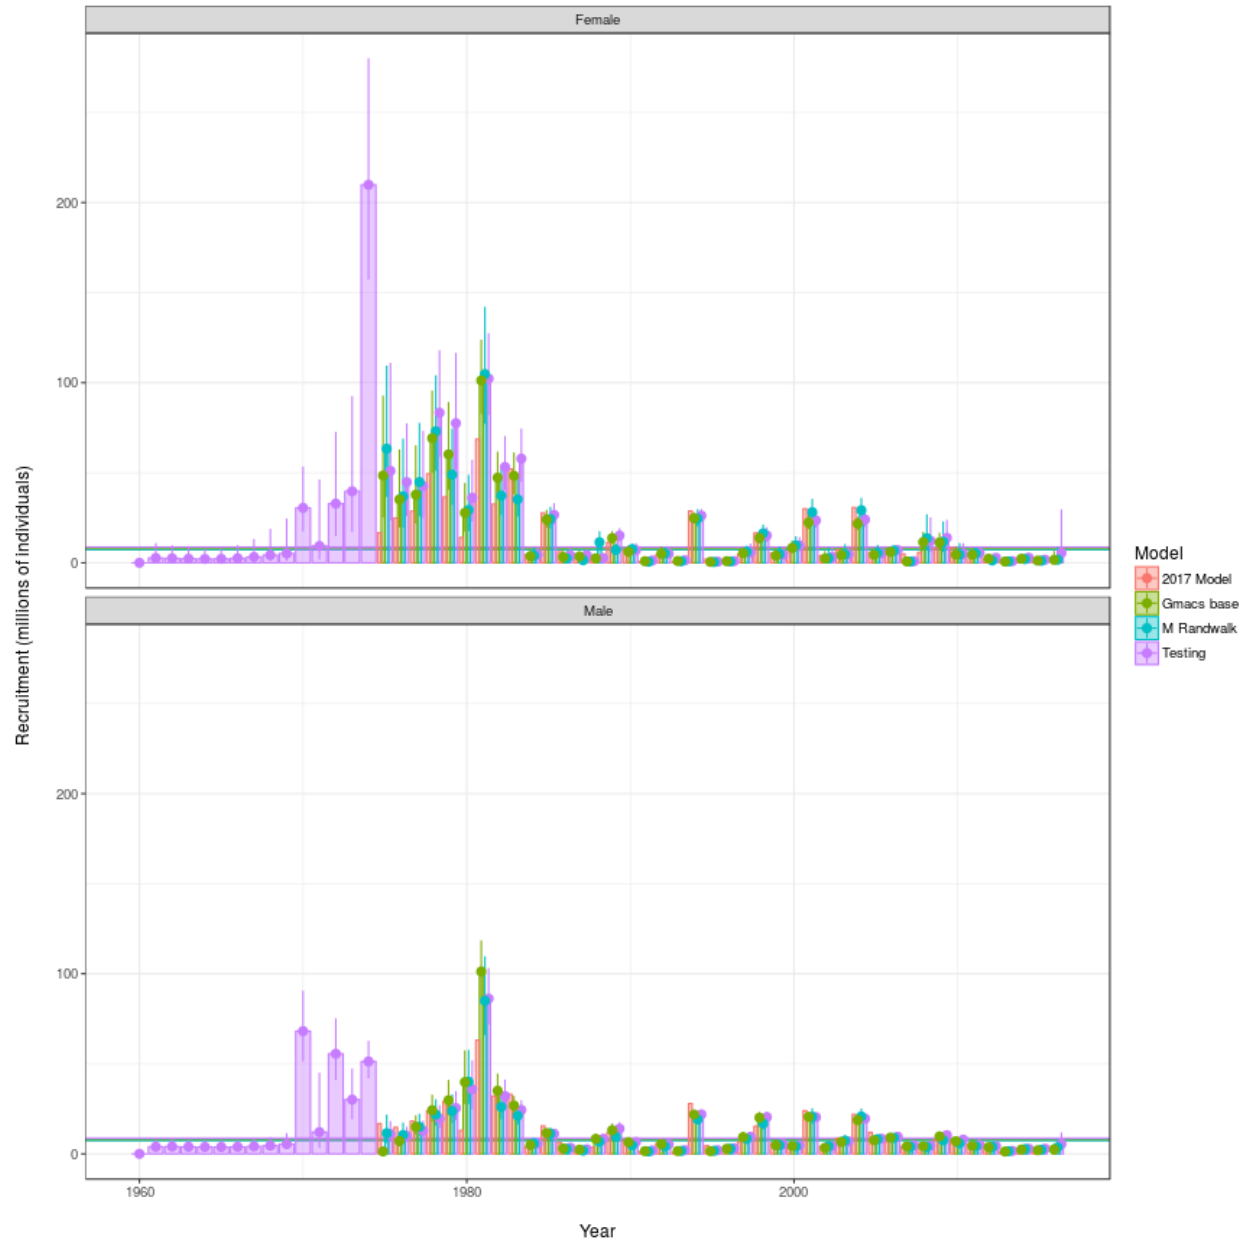 Female
200
100
0
Male
200
100
0
1960
1980
2000
Year
Recruitment (millions of individuals)
Model
2017 Model
Gmacs base
M Randwalk
Testing